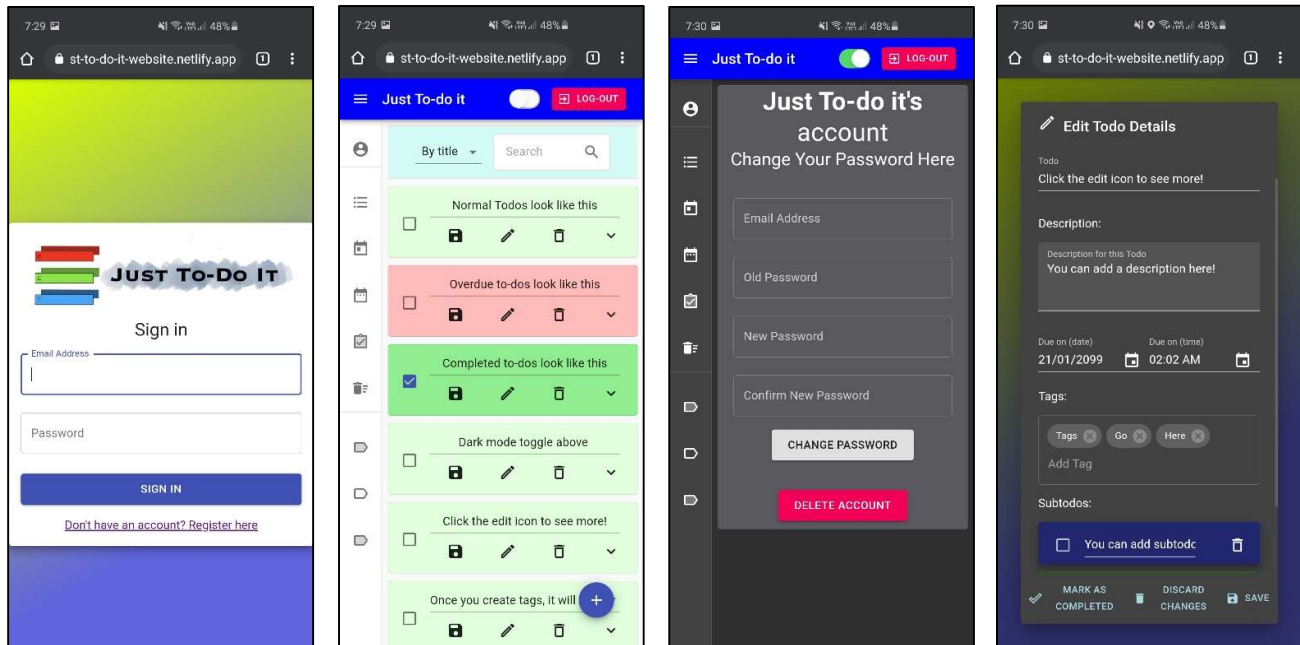 7:29 48%
st-to-do-it-website.netlify.app 1
JUST TO-DO IT
Sign in
Email Address
Password
SIGN IN
Don't have an account? Register here
7:29 48%
st-to-do-it-website.netlify.app 1
Just To-do it LOG-OUT
By title Search
Normal Todos look like this
Overdue to-dos look like this
Completed to-dos look like this
Dark mode toggle above
Click the edit icon to see more!
Once you create tags, it will
7:30 48%
Just To-do it LOG-OUT
Just To-do it's
account
Change Your Password Here
Email Address
Old Password
New Password
Confirm New Password
CHANGE PASSWORD
DELETE ACCOUNT
7:30 48%
st-to-do-it-website.netlify.app 1
Edit Todo Details
Todo
Click the edit icon to see more!
Description:
Description for this Todo
You can add a description here!
Due on (date) Due on (time)
21/01/2099 02:02 AM
Tags:
Tags Go Here
Add Tag
Subtodos:
You can add subtodo
MARK AS COMPLETED
DISCARD CHANGES
SAVE